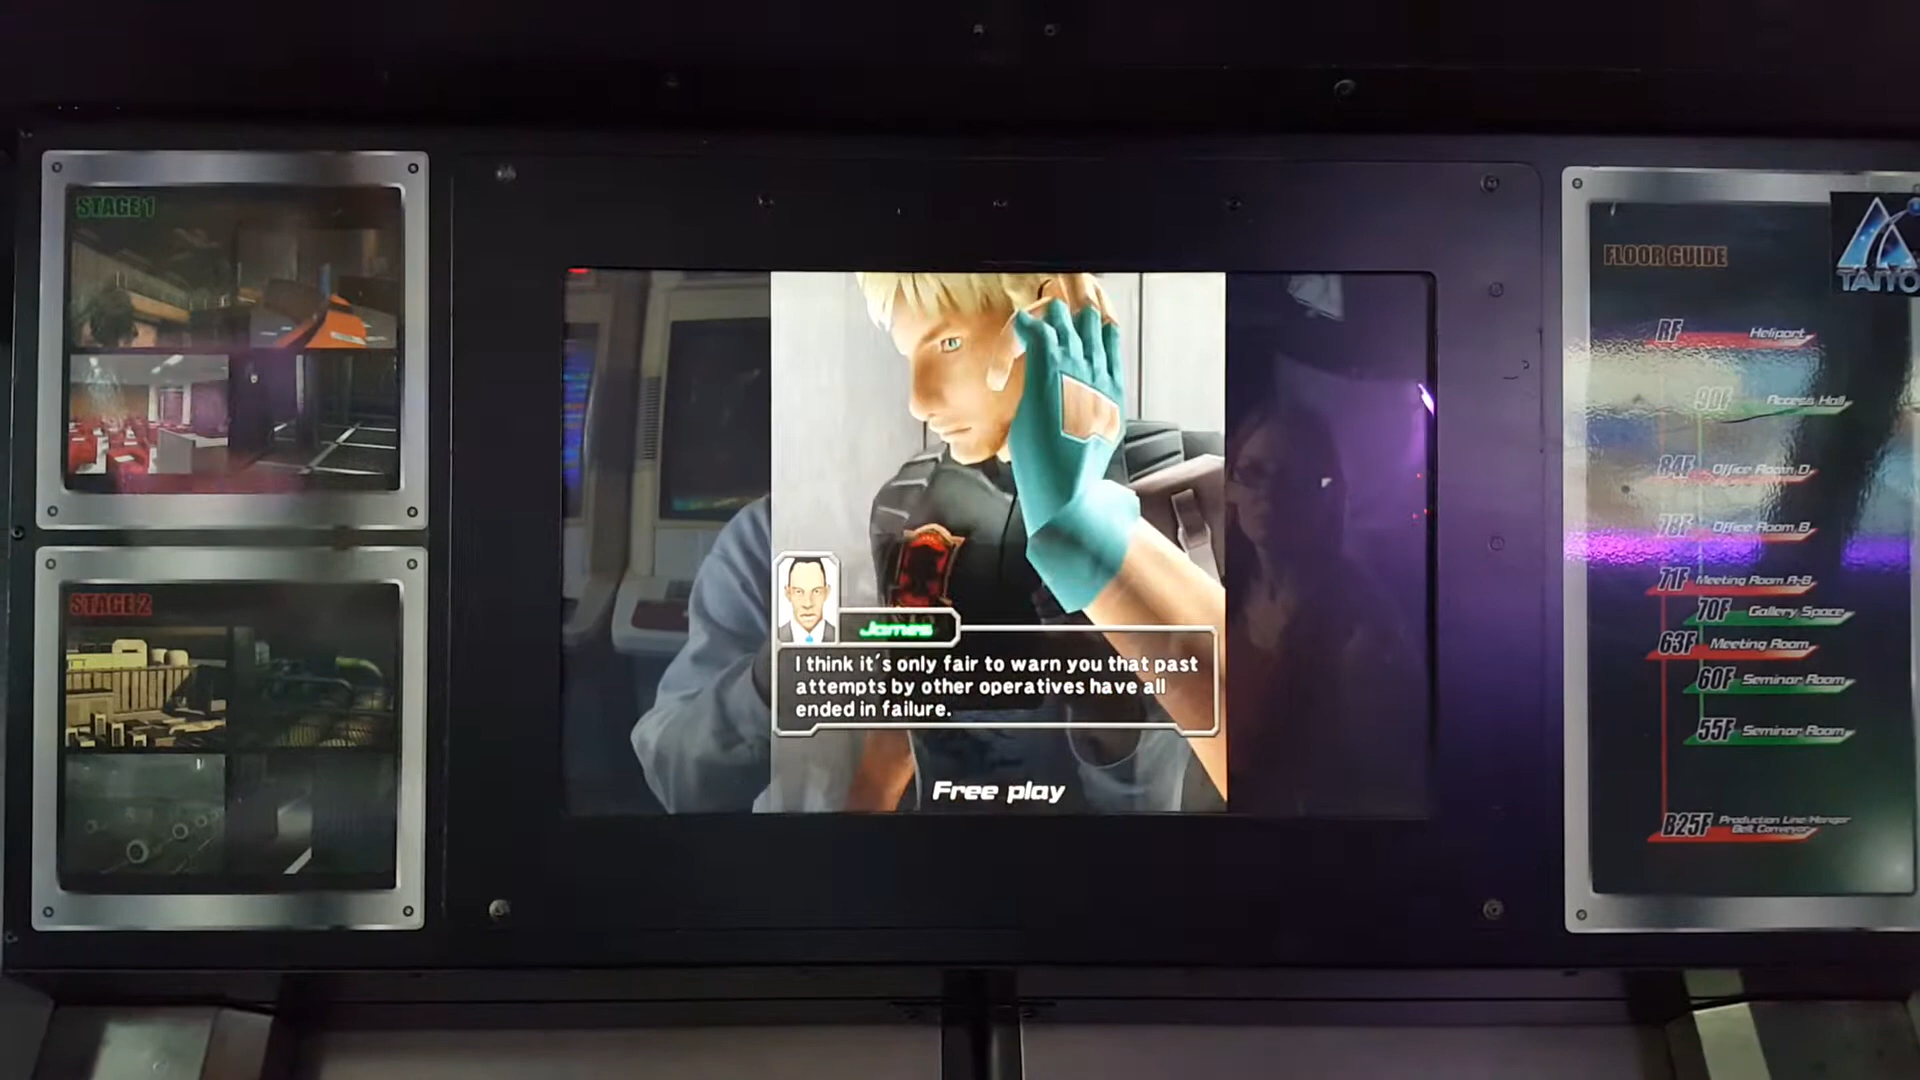 STAGE 1
STAGE 2
James
I think it's only fair to warn you that past
attempts by other operatives have all
ended in failure.
Free play
FLOOR GUIDE
TAITO
RF Heliport
90F Access Hall
84F Office Room D
78F Office Room B
71F Meeting Room A-B
70F Gallery Space
63F Meeting Room
60F Seminar Room
55F Seminar Room
B25F Production Line/Hangar
Belt Conveyor